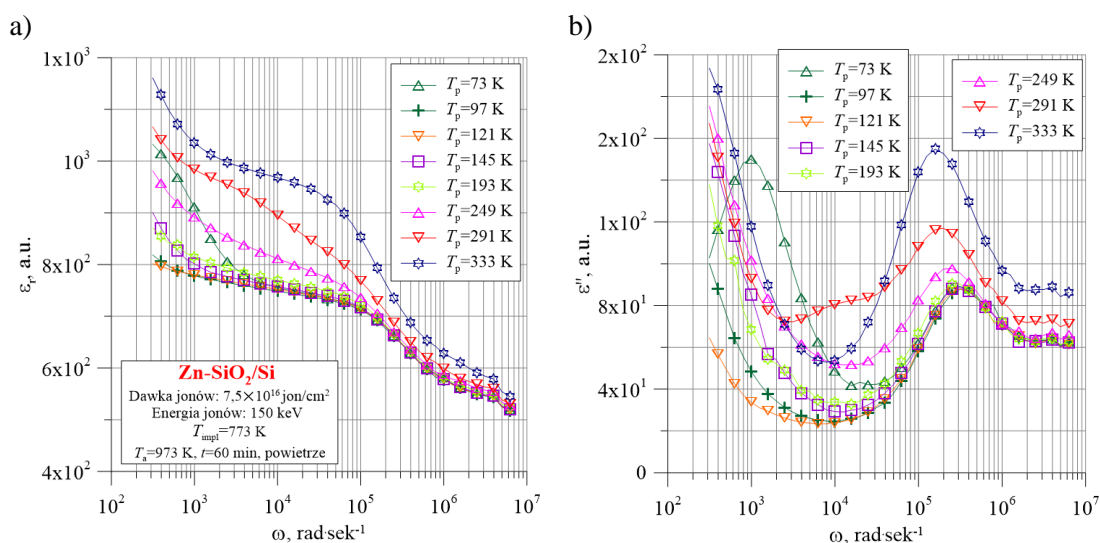 a)
1x10³
10³
8x10²
6x10²
4x10²
εr, a.u.
Tp=73 K
Tp=97 K
Tp=121 K
Tp=145 K
Tp=193 K
Tp=249 K
Tp=291 K
Tp=333 K
Zn-SiO₂/Si
Dawka jonów: 7,5×10¹⁶ jon/cm²
Energia jonów: 150 keV
Timpl=773 K
Ta=973 K, t=60 min, powietrze
10² 10³ 10⁴ 10⁵ 10⁶ 10⁷
ω, rad·sek⁻¹
b)
2x10²
2x10²
1x10²
8x10¹
4x10¹
0
ε'', a.u.
Tp=73 K
Tp=97 K
Tp=121 K
Tp=145 K
Tp=193 K
Tp=249 K
Tp=291 K
Tp=333 K
10² 10³ 10⁴ 10⁵ 10⁶ 10⁷
ω, rad·sek⁻¹